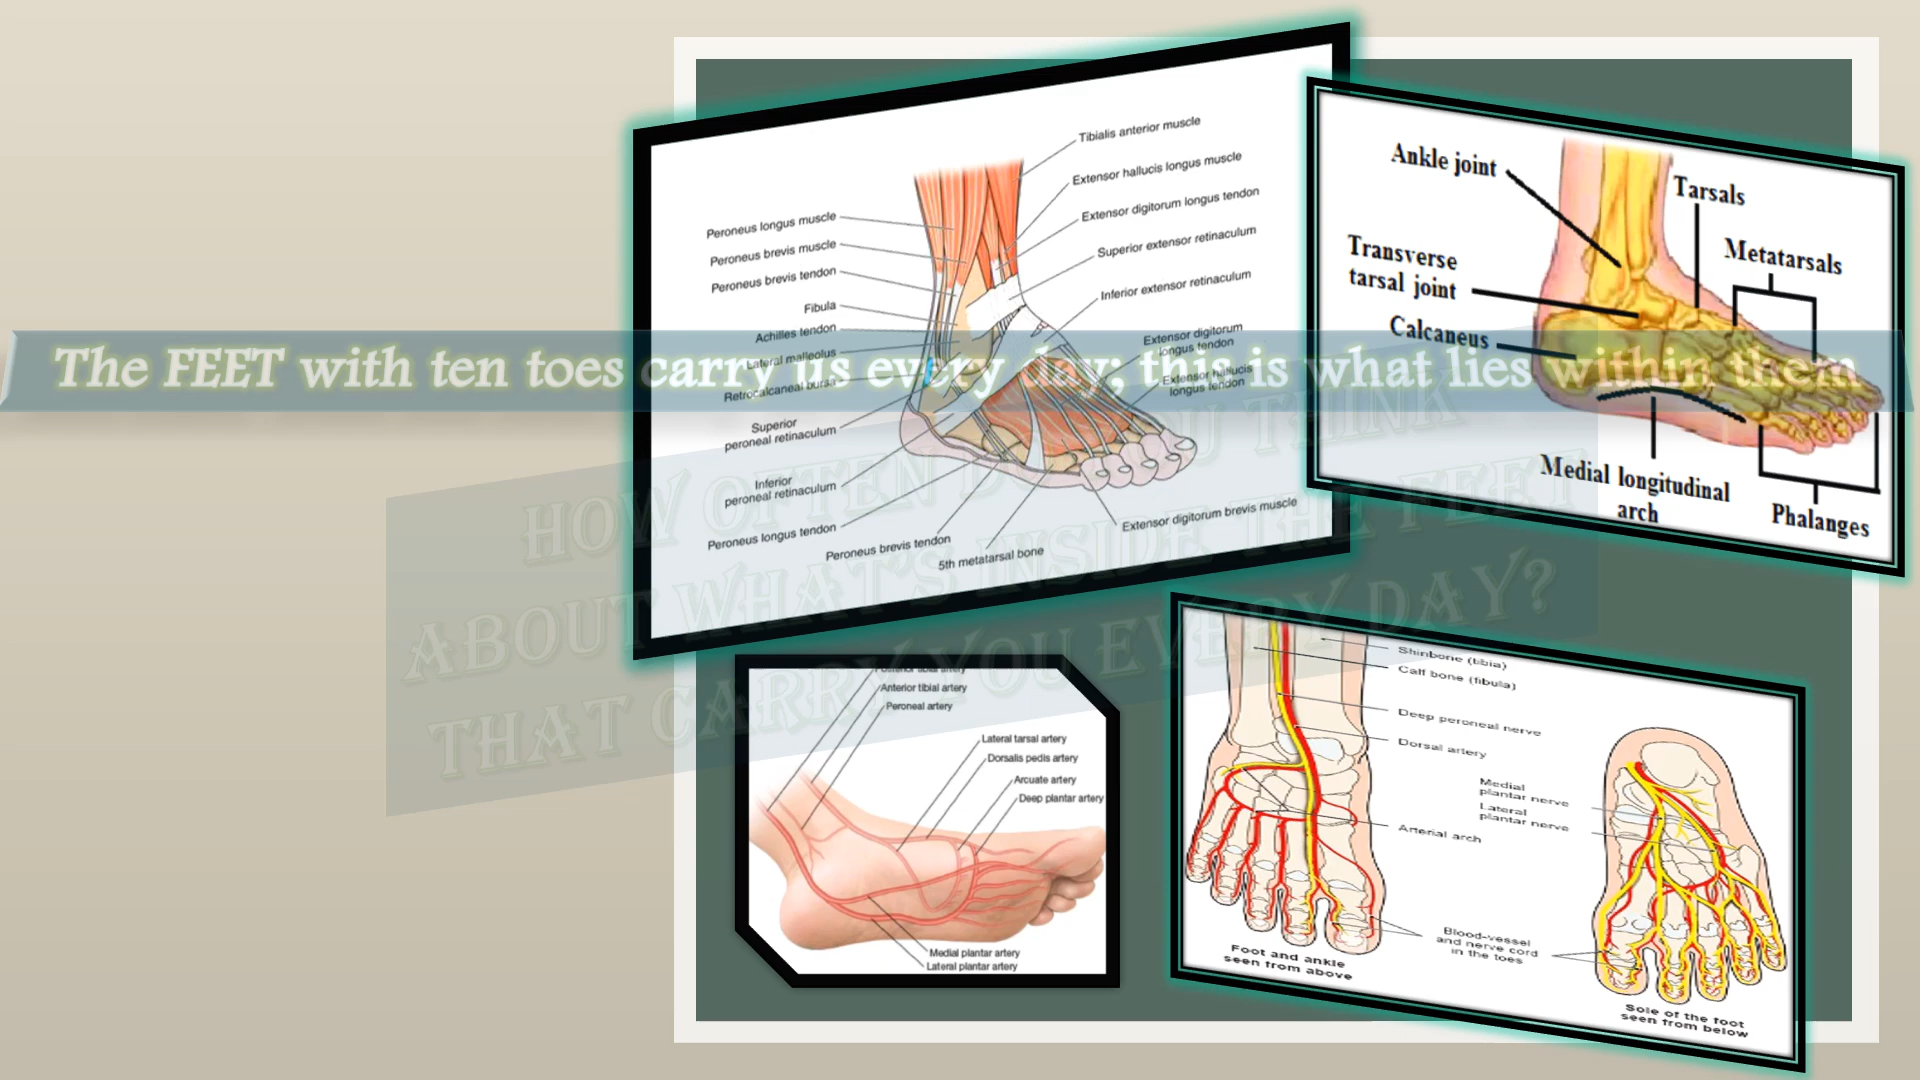 The FEET with ten toes carry us every day; this is what lies within them
HOW OFTEN DO YOU THINK
ABOUT WHAT'S INSIDE THE FEET
THAT CARRY YOU EVERY DAY?
Tibialis anterior muscle
Extensor hallucis longus muscle
Extensor digitorum longus tendon
Superior extensor retinaculum
Inferior extensor retinaculum
Extensor digitorum
longus tendon
Extensor hallucis
longus tendon
Extensor digitorum brevis muscle
Peroneus longus muscle
Peroneus brevis muscle
Peroneus brevis tendon
Fibula
Achilles tendon
Lateral malleolus
Retrocalcaneal bursa
Superior
peroneal retinaculum
Inferior
peroneal retinaculum
Peroneus longus tendon
Peroneus brevis tendon
5th metatarsal bone
Ankle joint
Tarsals
Metatarsals
Transverse
tarsal joint
Calcaneus
Medial longitudinal
arch
Phalanges
Posterior tibial artery
Anterior tibial artery
Peroneal artery
Lateral tarsal artery
Dorsalis pedis artery
Arcuate artery
Deep plantar artery
Medial plantar artery
Lateral plantar artery
Shinbone (tibia)
Calf bone (fibula)
Deep peroneal nerve
Dorsal artery
Medial
plantar nerve
Lateral
plantar nerve
Arterial arch
Blood-vessel
and nerve cord
in the toes
Foot and ankle
seen from above
Sole of the foot
seen from below